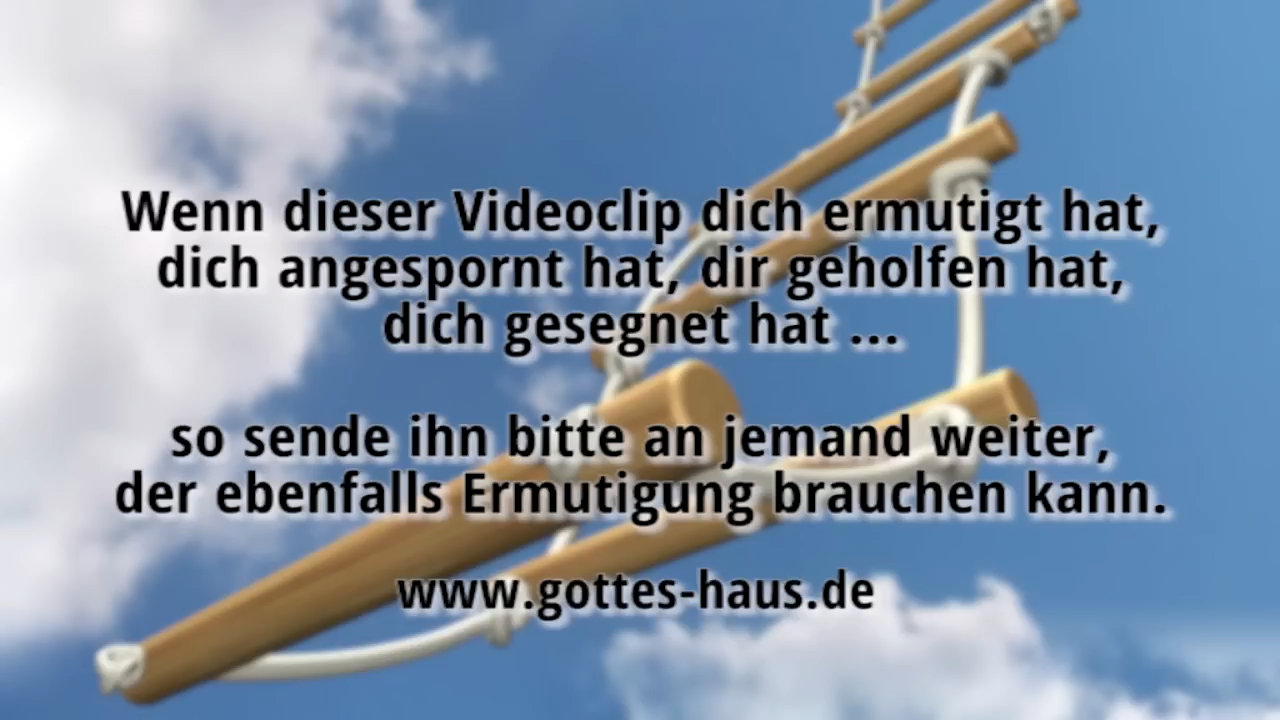 Wenn dieser Videoclip dich ermutigt hat,
dich angespornt hat, dir geholfen hat,
dich gesegnet hat ...
so sende ihn bitte an jemand weiter,
der ebenfalls Ermutigung brauchen kann.
www.gottes-haus.de